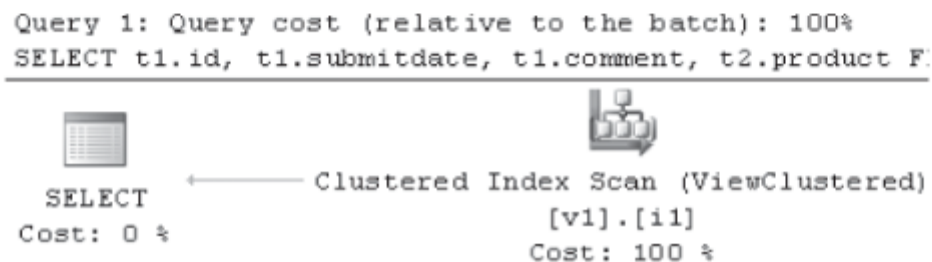 Query 1: Query cost (relative to the batch): 100%
SELECT t1.id, t1.submitdate, t1.comment, t2.product F
SELECT
Cost: 0 %
Clustered Index Scan (ViewClustered)
[v1].[i1]
Cost: 100 %